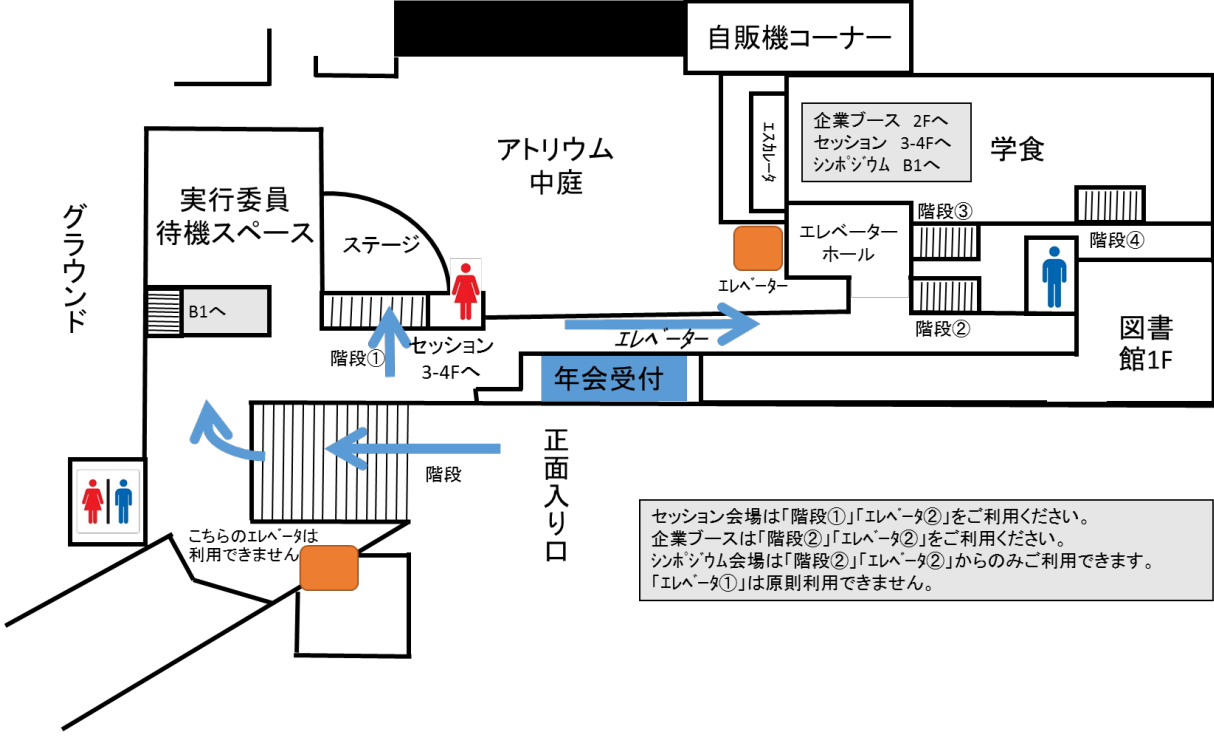 自販機コーナー
エスカレータ
企業ブース 2Fへ
セッション 3-4Fへ
ｼﾝﾎﾟｼﾞｳﾑ B1へ
学食
アトリウム
中庭
実行委員
待機スペース
グラウンド
ステージ
エレベーター
ホール
階段③
階段④
ｴﾚﾍﾞｰﾀｰ
B1へ
階段②
図書
館1F
階段①
セッション
3-4Fへ
ｴﾚﾍﾞｰﾀｰ
年会受付
正面入り口
階段
こちらのｴﾚﾍﾞｰﾀは
利用できません
セッション会場は「階段①」「ｴﾚﾍﾞｰﾀ②」をご利用ください。
企業ブースは「階段②」「ｴﾚﾍﾞｰﾀ②」をご利用ください。
ｼﾝﾎﾟｼﾞｳﾑ会場は「階段②」「ｴﾚﾍﾞｰﾀ②」からのみご利用できます。
「ｴﾚﾍﾞｰﾀ①」は原則利用できません。